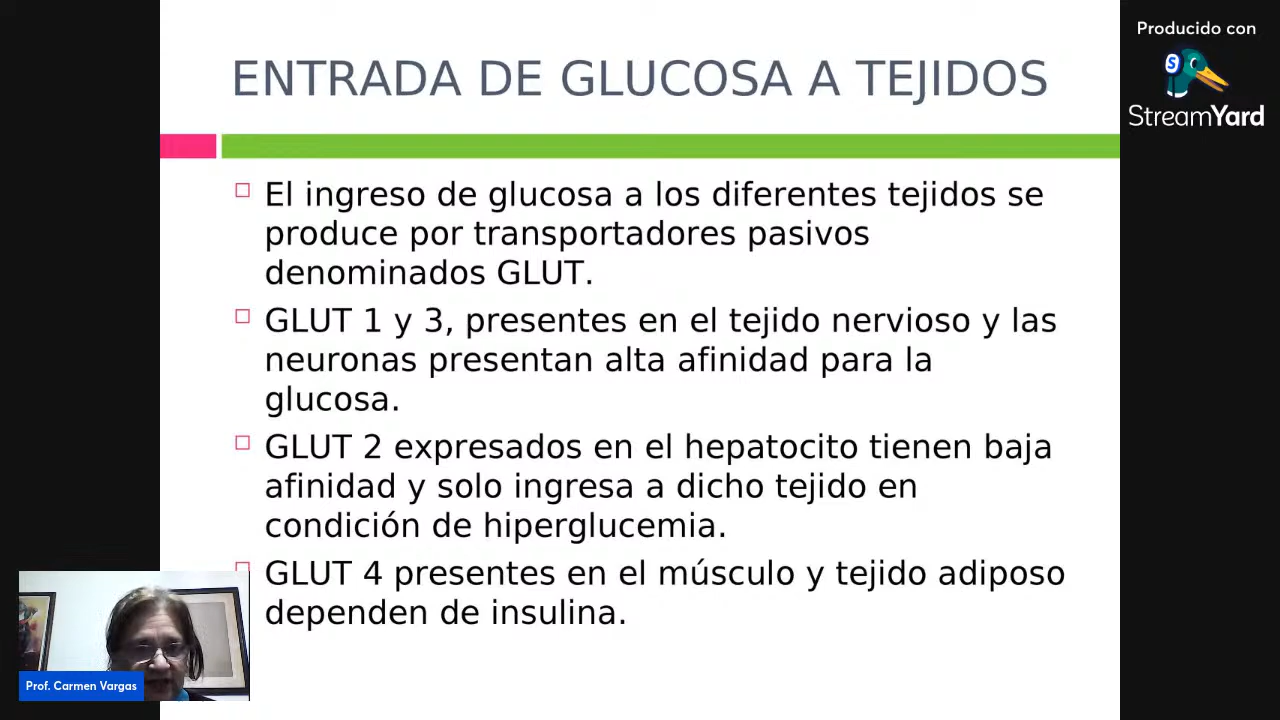 ENTRADA DE GLUCOSA A TEJIDOS
El ingreso de glucosa a los diferentes tejidos se
produce por transportadores pasivos
denominados GLUT.
GLUT 1 y 3, presentes en el tejido nervioso y las
neuronas presentan alta afinidad para la
glucosa.
GLUT 2 expresados en el hepatocito tienen baja
afinidad y solo ingresa a dicho tejido en
condición de hiperglucemia.
GLUT 4 presentes en el músculo y tejido adiposo
dependen de insulina.
Prof. Carmen Vargas
Producido con
S
StreamYard